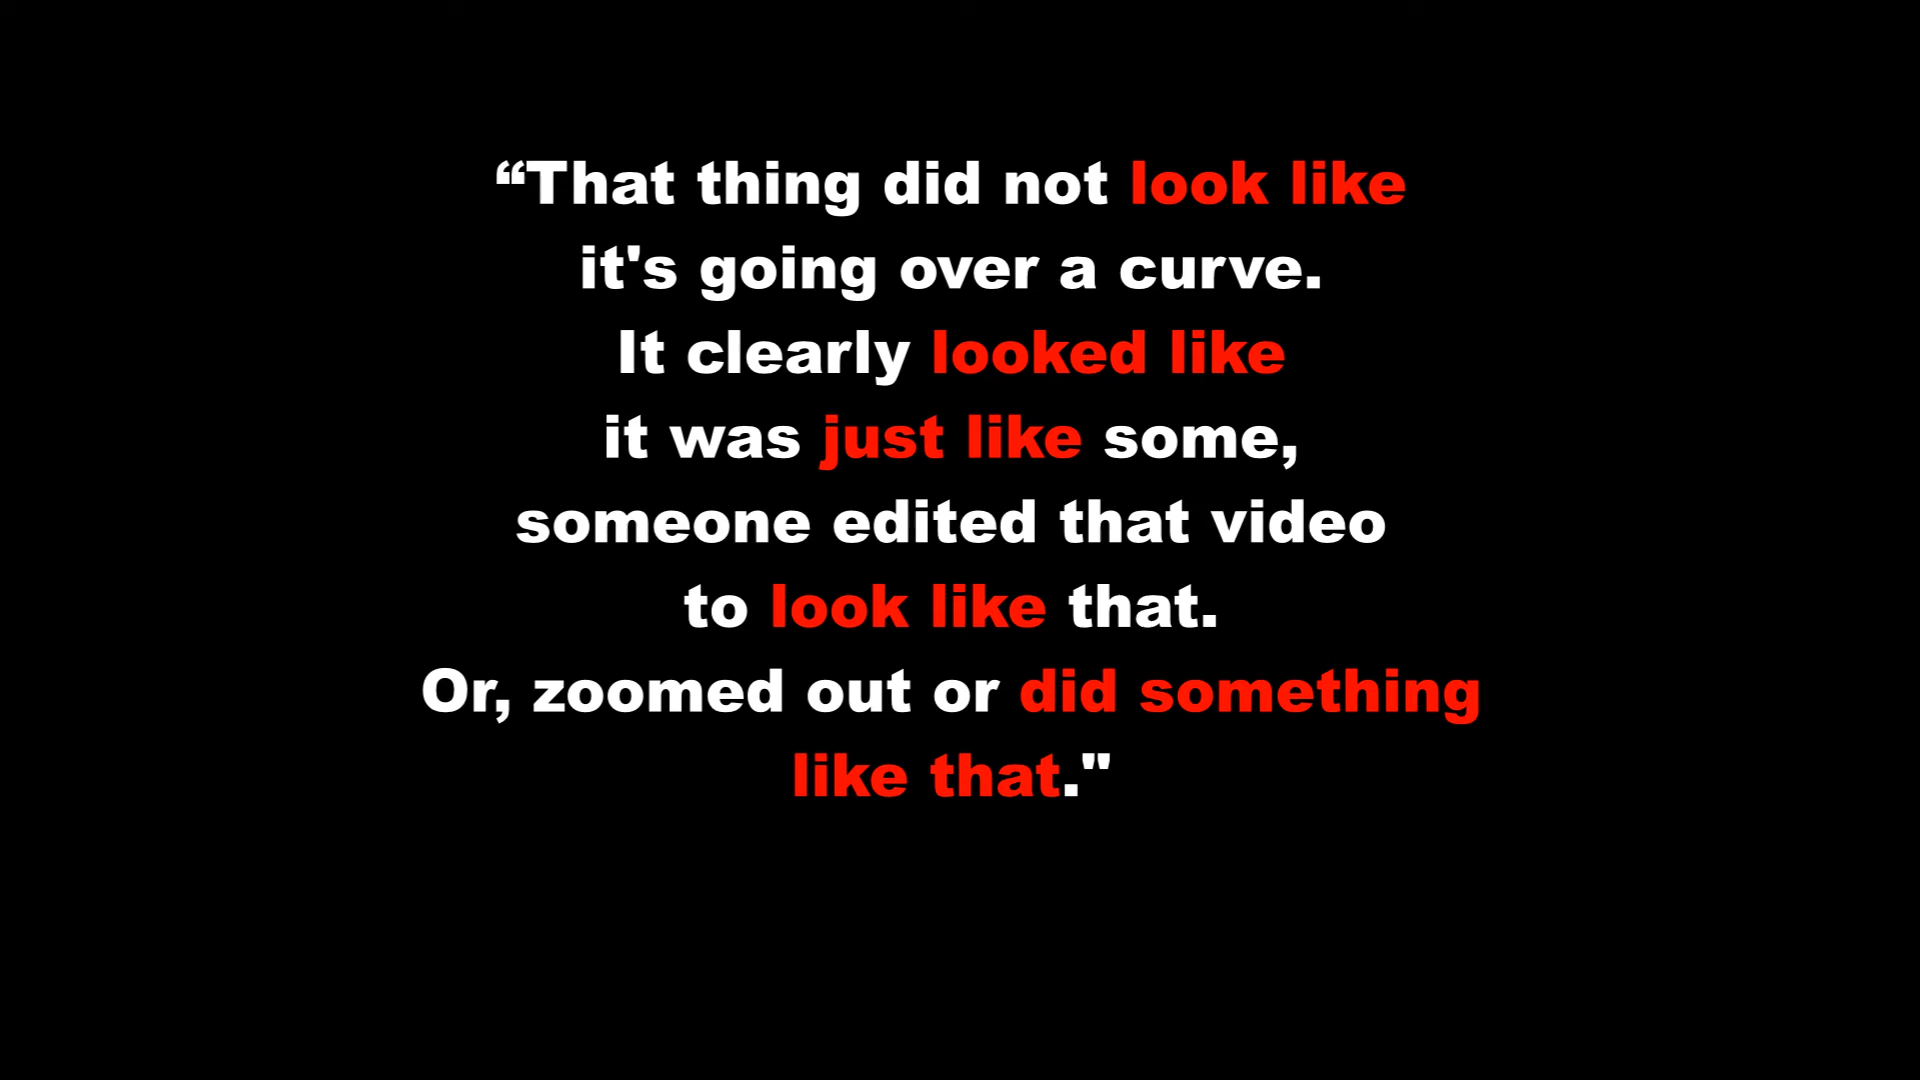 “That thing did not look like
it's going over a curve.
It clearly looked like
it was just like some,
someone edited that video
to look like that.
Or, zoomed out or did something
like that."